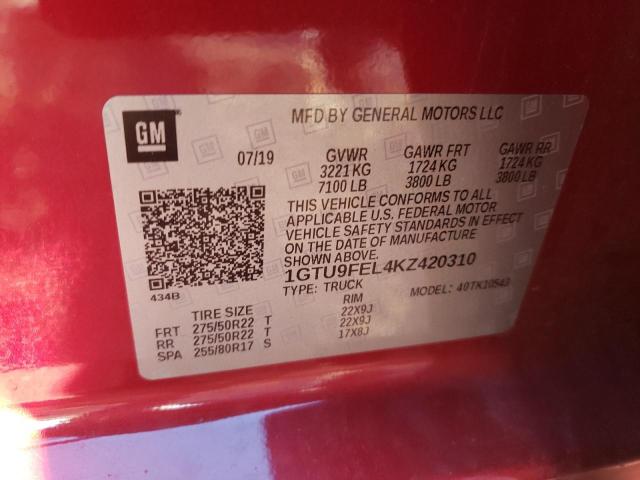 GM
MFD BY GENERAL MOTORS LLC
07/19 GVWR GAWR FRT GAWR RR
3221 KG 1724 KG 1724 KG
7100 LB 3800 LB 3800 LB
THIS VEHICLE CONFORMS TO ALL
APPLICABLE U.S. FEDERAL MOTOR
VEHICLE SAFETY STANDARDS IN EFFECT
ON THE DATE OF MANUFACTURE.
1GTU9FEL4KZ420310
434B TYPE: TRUCK MODEL: 40TK10543
TIRE SIZE RIM
FRT 275/50R22 T 22X9J
RR 275/50R22 T 22X9J
SPA 255/80R17 S 17X8J